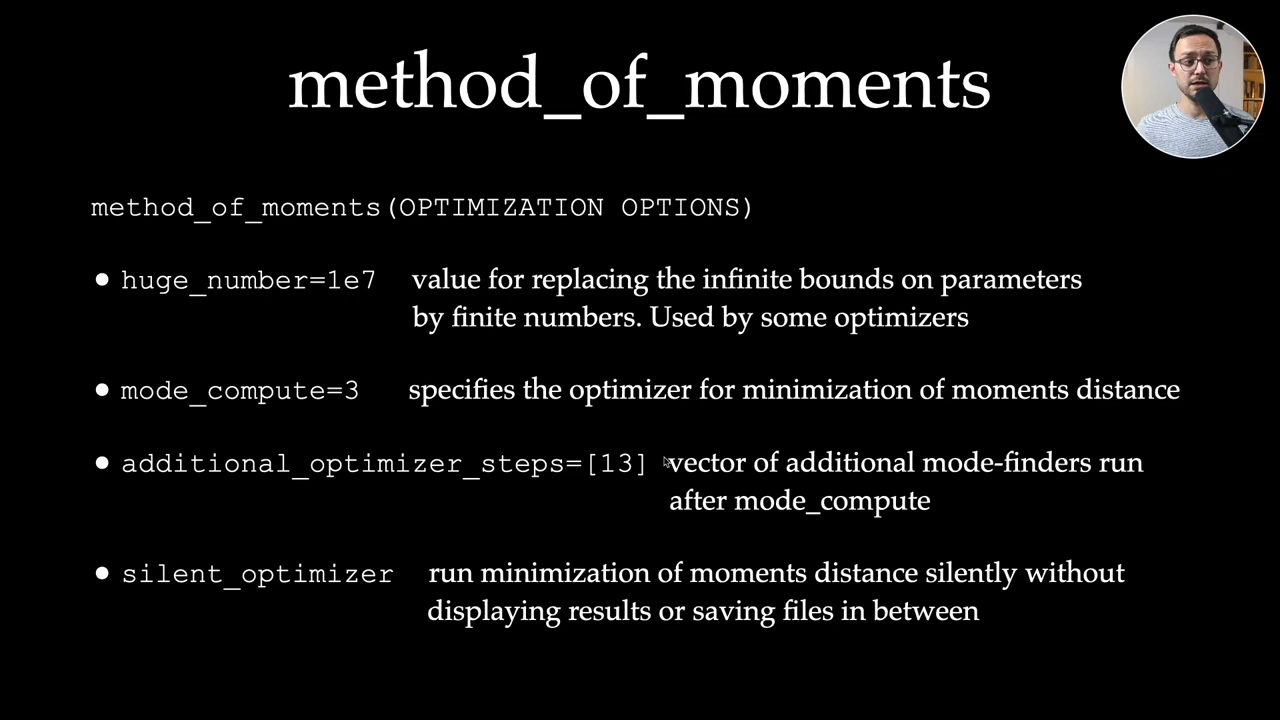 method_of_moments
method_of_moments(OPTIMIZATION OPTIONS)
• huge_number=1e7 value for replacing the infinite bounds on parameters
by finite numbers. Used by some optimizers
• mode_compute=3 specifies the optimizer for minimization of moments distance
• additional_optimizer_steps=[13] vector of additional mode-finders run
after mode_compute
• silent_optimizer run minimization of moments distance silently without
displaying results or saving files in between